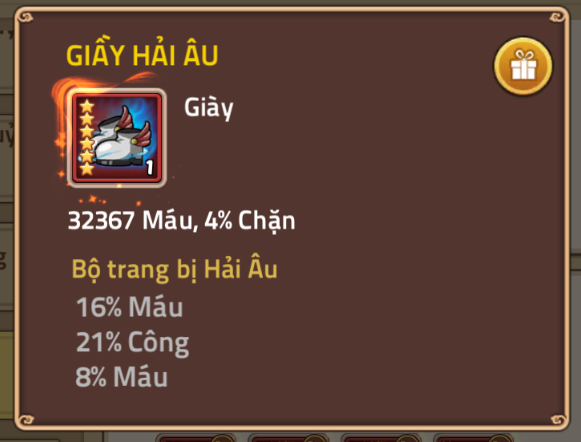 GIẦY HẢI ÂU
Giày
1
32367 Máu, 4% Chặn
Bộ trang bị Hải Âu
16% Máu
21% Công
8% Máu